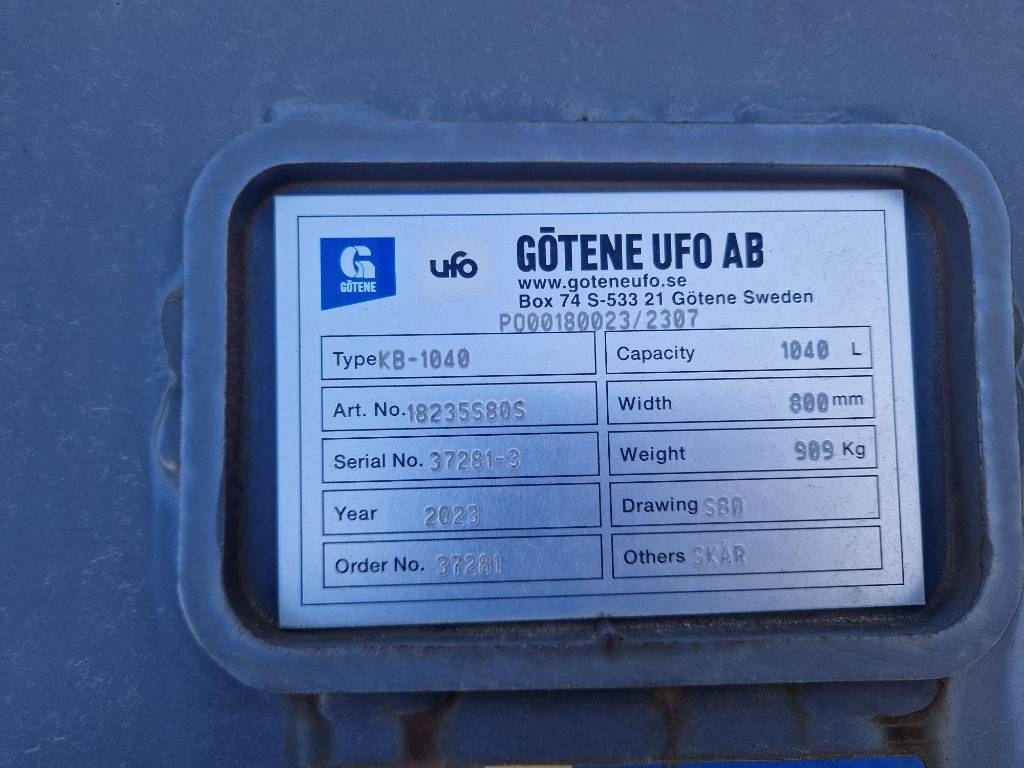 GÖTENE
ufo
GÖTENE UFO AB
www.goteneufo.se
Box 74 S-533 21 Götene Sweden
PO00180023/2307
Type KB-1040
Capacity 1040 L
Art. No. 18235S80S
Width 800 mm
Serial No. 37281-3
Weight 909 Kg
Year 2023
Drawing S80
Order No. 37281
Others SKÄR